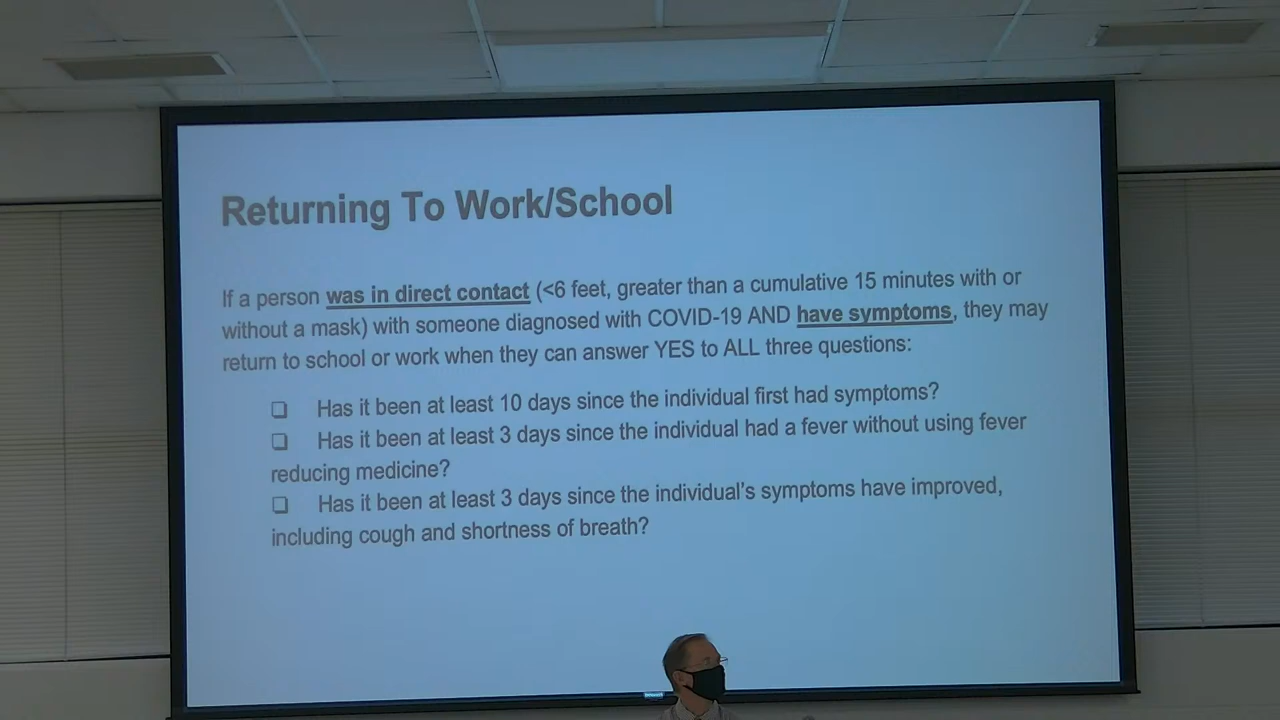 Returning To Work/School
If a person was in direct contact (<6 feet, greater than a cumulative 15 minutes with or
without a mask) with someone diagnosed with COVID-19 AND have symptoms, they may
return to school or work when they can answer YES to ALL three questions:
❑ Has it been at least 10 days since the individual first had symptoms?
❑ Has it been at least 3 days since the individual had a fever without using fever
reducing medicine?
❑ Has it been at least 3 days since the individual's symptoms have improved,
including cough and shortness of breath?